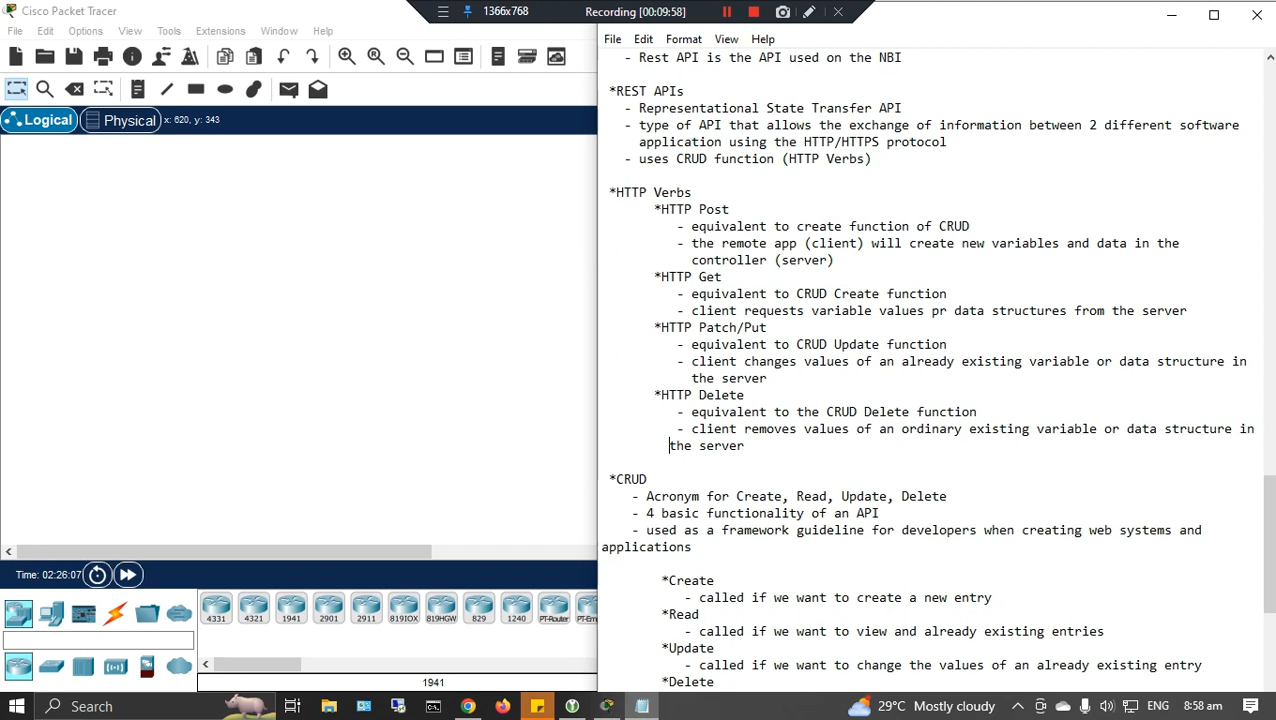 Cisco Packet Tracer
1366x768
Recording [00:09:58]
File Edit Options View Tools Extensions Window Help
Logical
Physical
x: 620, y: 343
Time: 02:26:07
4331
4321
1941
2901
2911
819IOX
819HGW
829
1240
PT-Router
PT-Em
1941
File Edit Format View Help
- Rest API is the API used on the NBI
*REST APIs
- Representational State Transfer API
- type of API that allows the exchange of information between 2 different software
application using the HTTP/HTTPS protocol
- uses CRUD function (HTTP Verbs)
*HTTP Verbs
*HTTP Post
- equivalent to create function of CRUD
- the remote app (client) will create new variables and data in the
controller (server)
*HTTP Get
- equivalent to CRUD Create function
- client requests variable values pr data structures from the server
*HTTP Patch/Put
- equivalent to CRUD Update function
- client changes values of an already existing variable or data structure in
the server
*HTTP Delete
- equivalent to the CRUD Delete function
- client removes values of an ordinary existing variable or data structure in
the server
*CRUD
- Acronym for Create, Read, Update, Delete
- 4 basic functionality of an API
- used as a framework guideline for developers when creating web systems and
applications
*Create
- called if we want to create a new entry
*Read
- called if we want to view and already existing entries
*Update
- called if we want to change the values of an already existing entry
*Delete
Search
29°C Mostly cloudy
ENG
8:58 am